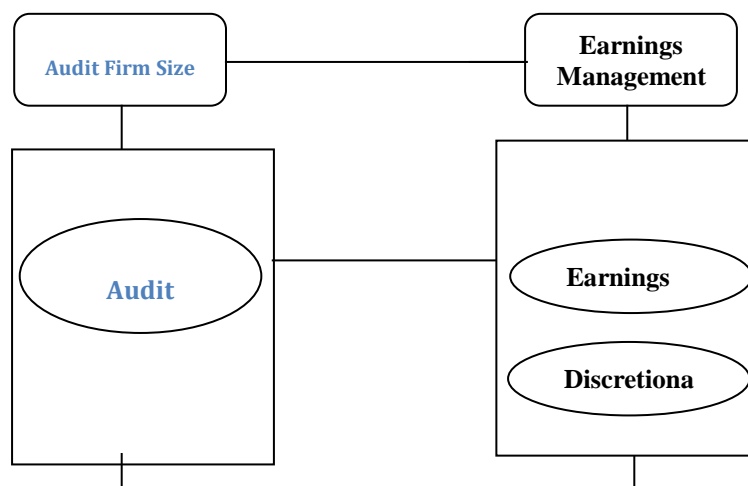 Audit Firm Size
Earnings
Management
Audit
Earnings
Discretiona